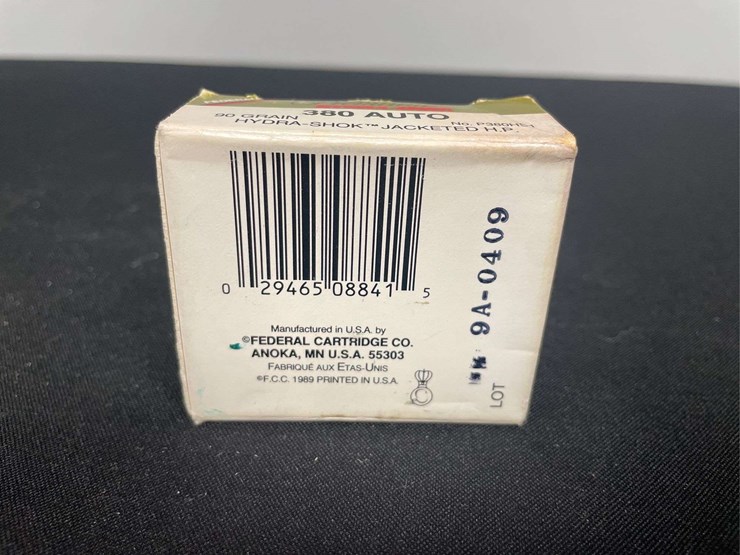 90 GRAIN 380 AUTO No. P380HS1
HYDRA-SHOK™ JACKETED H.P.
0 29465 08841 5
Manufactured in U.S.A. by
©FEDERAL CARTRIDGE CO.
ANOKA, MN U.S.A. 55303
FABRIQUÉ AUX ETAS-UNIS
©F.C.C. 1989 PRINTED IN U.S.A.
LOT 9A-0409